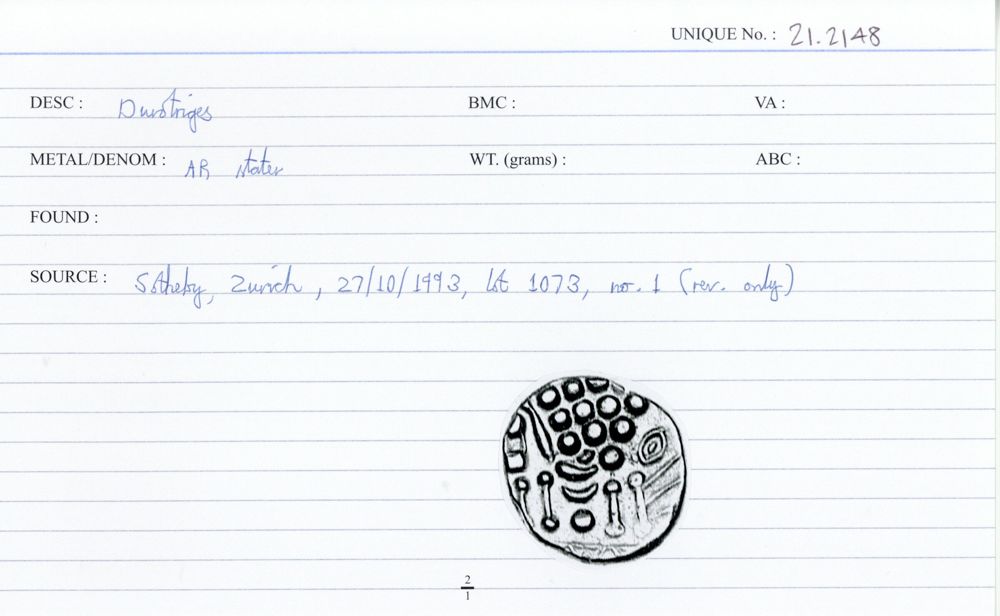 UNIQUE No. : 21.2148
DESC : Durotriges BMC : VA :
METAL/DENOM : AR stater WT. (grams) : ABC :
FOUND :
SOURCE : Sotheby, Zurich, 27/10/1993, lot 1073, no. 1 (rev. only)
2
1